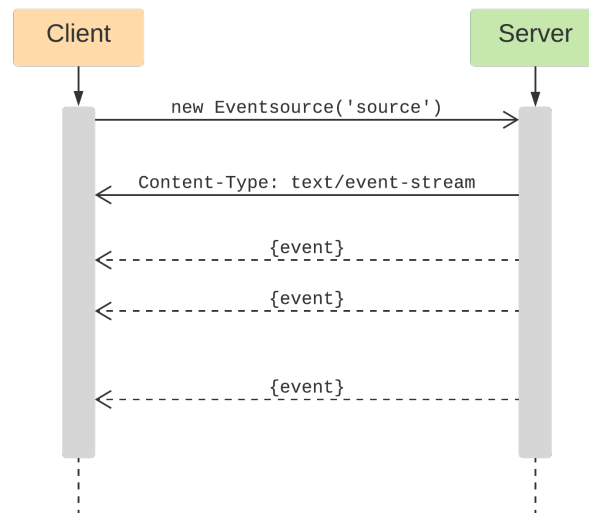 Client
Server
new Eventsource('source')
Content-Type: text/event-stream
{event}
{event}
{event}